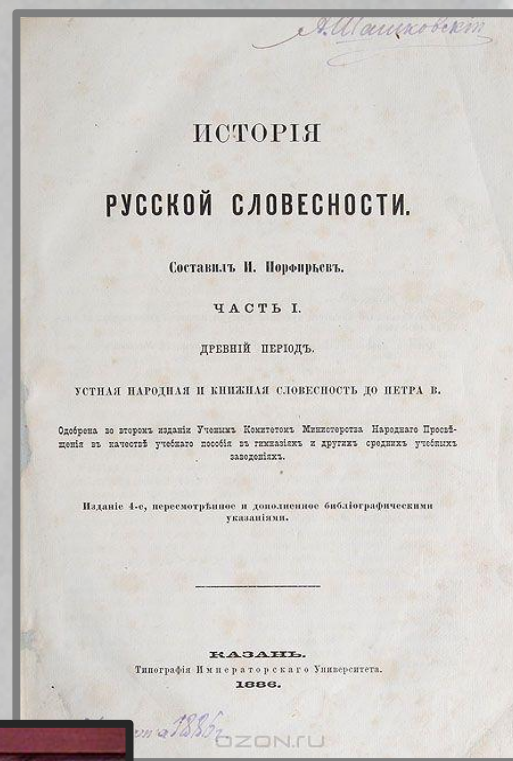 А. Шашковскій
ИСТОРІЯ
РУССКОЙ СЛОВЕСНОСТИ.
Составилъ И. Порфирьевъ.
ЧАСТЬ I.
ДРЕВНІЙ ПЕРІОДЪ.
УСТНАЯ НАРОДНАЯ И КНИЖНАЯ СЛОВЕСНОСТЬ ДО ПЕТРА В.
Одобрена во второмъ изданіи Ученымъ Комитетомъ Министерства Народнаго Просвѣ-
щенія въ качествѣ учебнаго пособія въ гимназіяхъ и другихъ среднихъ учебныхъ
заведеніяхъ.
Изданіе 4-е, пересмотрѣнное и дополненное библіографическими
указаніями.
КАЗАНЬ.
Типографія Императорскаго Университета.
1886.
1886 г.
OZON.RU